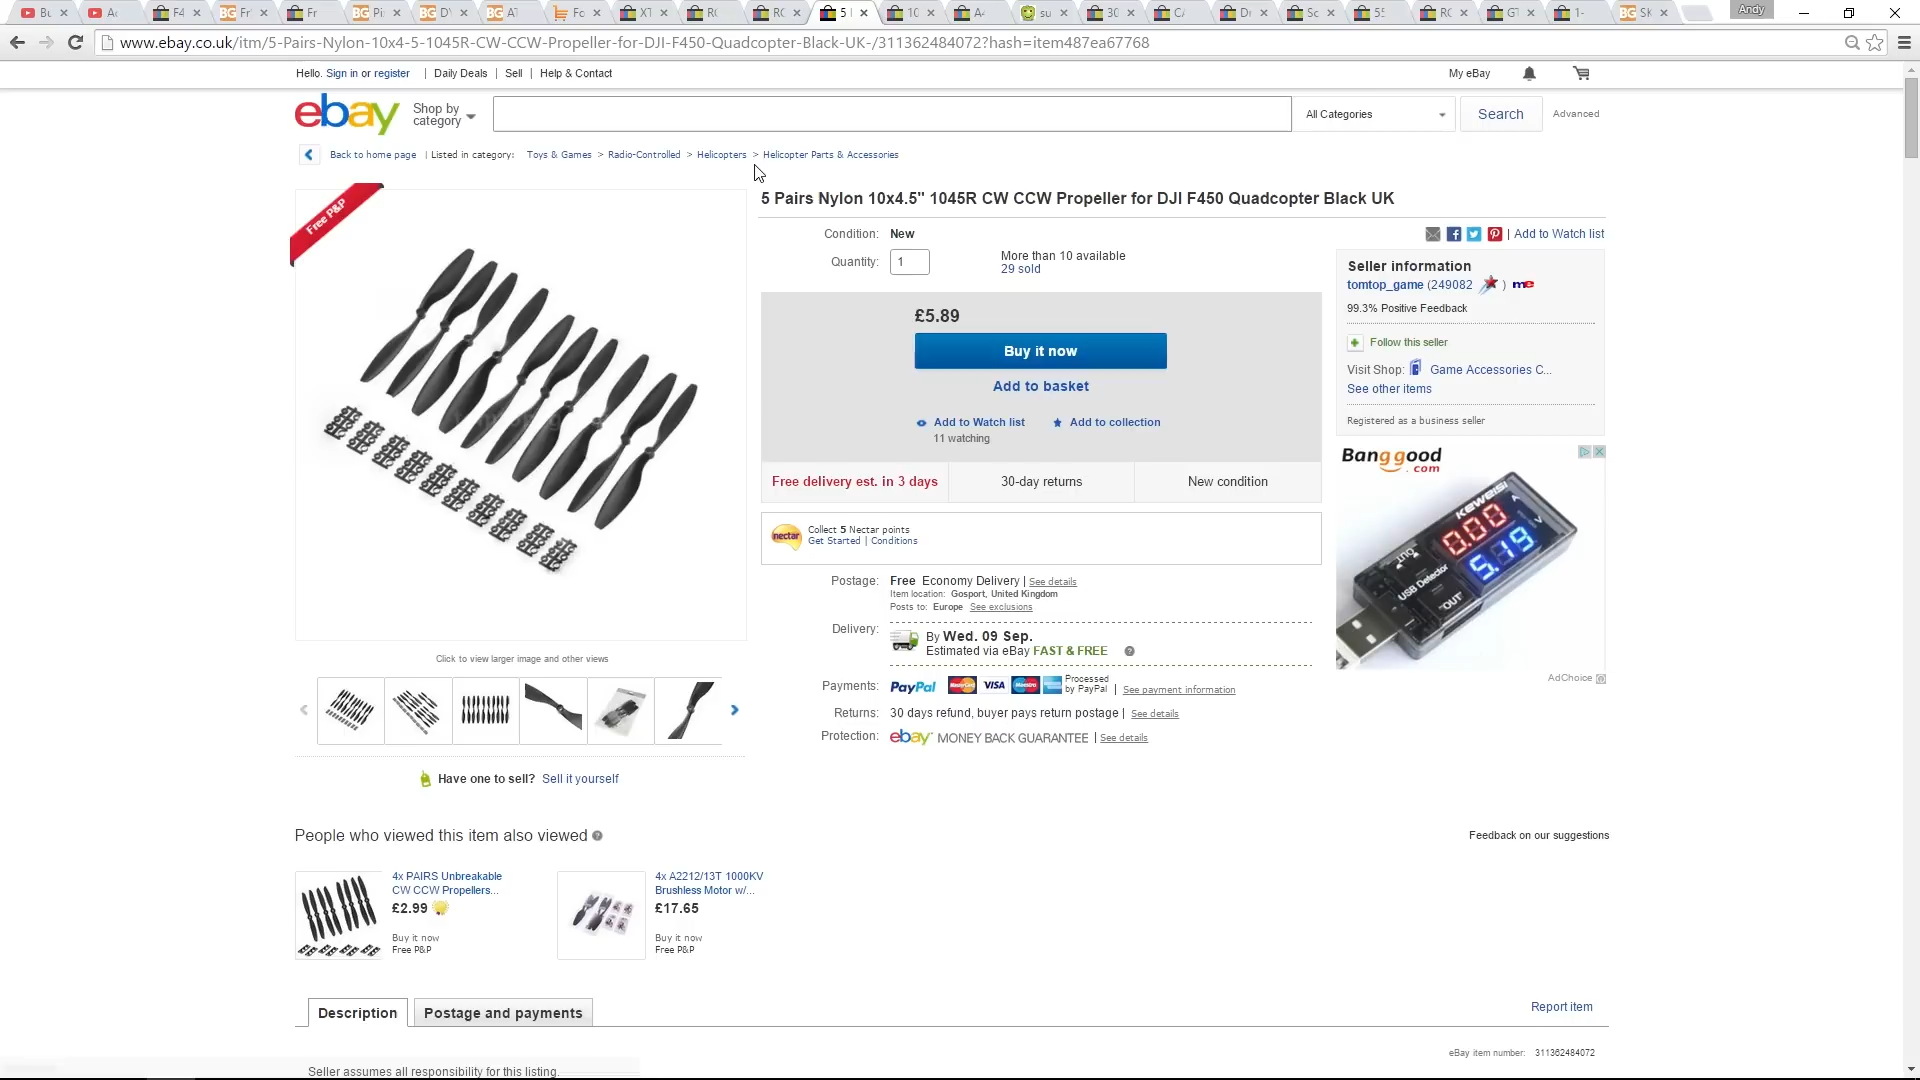 Andy
www.ebay.co.uk/itm/5-Pairs-Nylon-10x4-5-1045R-CW-CCW-Propeller-for-DJI-F450-Quadcopter-Black-UK-/311362484072?hash=item487ea67768
Hello. Sign in or register | Daily Deals | Sell | Help & Contact
My eBay
ebay
Shop by category
All Categories
Search
Advanced
Back to home page | Listed in category: Toys & Games > Radio-Controlled > Helicopters > Helicopter Parts & Accessories
Free P&P
5 Pairs Nylon 10x4.5" 1045R CW CCW Propeller for DJI F450 Quadcopter Black UK
Condition: New
Quantity: 1
More than 10 available
29 sold
£5.89
Buy it now
Add to basket
Add to Watch list
Add to collection
11 watching
Free delivery est. in 3 days
30-day returns
New condition
nectar
Collect 5 Nectar points
Get Started | Conditions
Postage: Free Economy Delivery | See details
Item location: Gosport, United Kingdom
Posts to: Europe See exclusions
Delivery: By Wed. 09 Sep.
Estimated via eBay FAST & FREE
Payments: PayPal MasterCard VISA Maestro Processed by PayPal | See payment information
Returns: 30 days refund, buyer pays return postage | See details
Protection: ebay MONEY BACK GUARANTEE | See details
| Add to Watch list
Seller information
tomtop_game (249082 ) me
99.3% Positive Feedback
Follow this seller
Visit Shop: Game Accessories C...
See other items
Registered as a business seller
Banggood
.com
KEWEISI
0.00 A
5.19 V
USB Detector
"OUT"
AdChoice
Click to view larger image and other views
Have one to sell? Sell it yourself
People who viewed this item also viewed
Feedback on our suggestions
4x PAIRS Unbreakable
CW CCW Propellers...
£2.99
Buy it now
Free P&P
4x A2212/13T 1000KV
Brushless Motor w/...
£17.65
Buy it now
Free P&P
Description
Postage and payments
Report item
eBay item number: 311362484072
Seller assumes all responsibility for this listing.